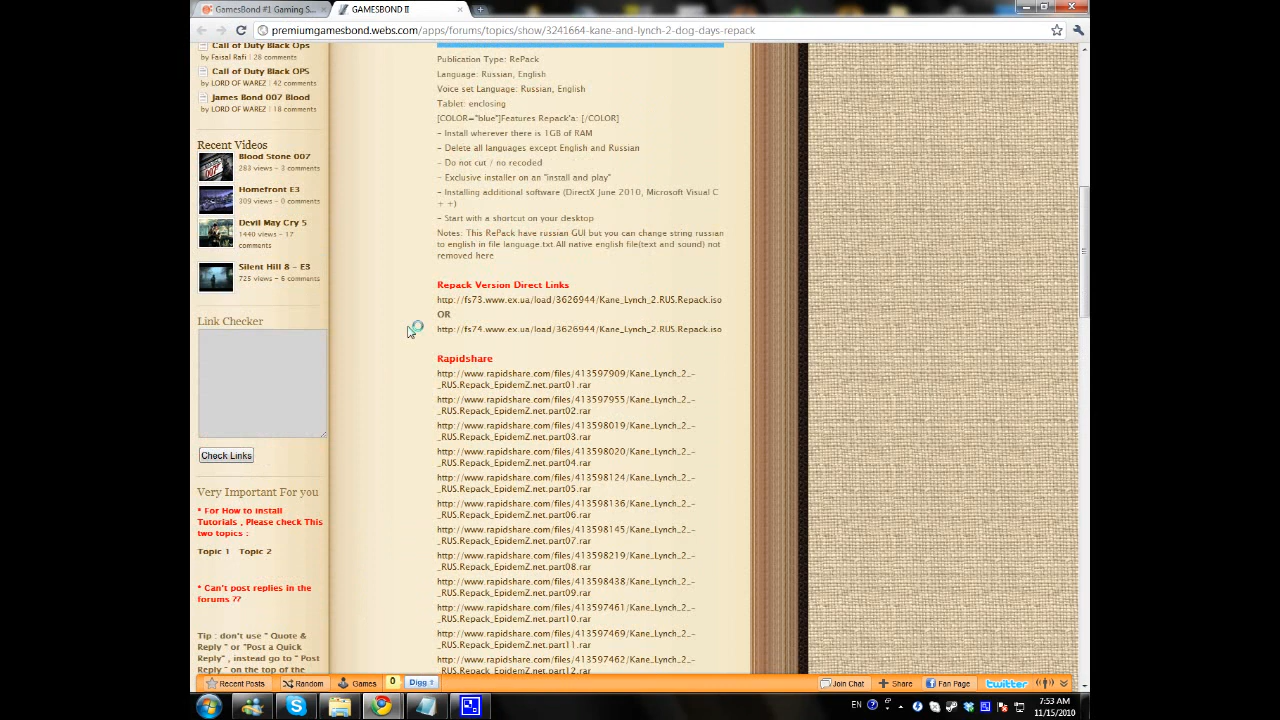 GamesBond #1 Gaming S...
GAMESBOND II
premiumgamesbond.webs.com/apps/forums/topics/show/3241664-kane-and-lynch-2-dog-days-repack
Call of Duty Black Ops
by Faisal Rafi | 28 comments
Call of Duty Black OPS
by LORD OF WAREZ | 42 comments
James Bond 007 Blood
by LORD OF WAREZ | 18 comments
Recent Videos
Blood Stone 007
283 views - 3 comments
Homefront E3
309 views - 0 comments
Devil May Cry 5
1440 views - 17
comments
Silent Hill 8 - E3
725 views - 6 comments
Link Checker
Check Links
Very Important For you
* For How to install
Tutorials , Please check This
two topics :
Topic 1 Topic 2
* Can't post replies in the
forums ??
Tip : don't use " Quote &
Reply " or "Post a Quick
Reply" , instead go to " Post
Reply " on the top of the
Publication Type: RePack
Language: Russian, English
Voice set Language: Russian, English
Tablet: enclosing
[COLOR="blue"]Features Repack'a: [/COLOR]
- Install wherever there is 1GB of RAM
- Delete all languages except English and Russian
- Do not cut / no recoded
- Exclusive installer on an "install and play"
- Installing additional software (DirectX June 2010, Microsoft Visual C
+ +)
- Start with a shortcut on your desktop
Notes: This RePack have russian GUI but you can change string russian
to english in file language.txt All native english file(text and sound) not
removed here
Repack Version Direct Links
http://fs73.www.ex.ua/load/3626944/Kane_Lynch_2.RUS.Repack.iso
OR
http://fs74.www.ex.ua/load/3626944/Kane_Lynch_2.RUS.Repack.iso
Rapidshare
http://www.rapidshare.com/files/413597909/Kane_Lynch_2_-
_RUS.Repack_EpidemZ.net.part01.rar
http://www.rapidshare.com/files/413597955/Kane_Lynch_2_-
_RUS.Repack_EpidemZ.net.part02.rar
http://www.rapidshare.com/files/413598019/Kane_Lynch_2_-
_RUS.Repack_EpidemZ.net.part03.rar
http://www.rapidshare.com/files/413598020/Kane_Lynch_2_-
_RUS.Repack_EpidemZ.net.part04.rar
http://www.rapidshare.com/files/413598124/Kane_Lynch_2_-
_RUS.Repack_EpidemZ.net.part05.rar
http://www.rapidshare.com/files/413598136/Kane_Lynch_2_-
_RUS.Repack_EpidemZ.net.part06.rar
http://www.rapidshare.com/files/413598145/Kane_Lynch_2_-
_RUS.Repack_EpidemZ.net.part07.rar
http://www.rapidshare.com/files/413598219/Kane_Lynch_2_-
_RUS.Repack_EpidemZ.net.part08.rar
http://www.rapidshare.com/files/413598438/Kane_Lynch_2_-
_RUS.Repack_EpidemZ.net.part09.rar
http://www.rapidshare.com/files/413597461/Kane_Lynch_2_-
_RUS.Repack_EpidemZ.net.part10.rar
http://www.rapidshare.com/files/413597469/Kane_Lynch_2_-
_RUS.Repack_EpidemZ.net.part11.rar
http://www.rapidshare.com/files/413597462/Kane_Lynch_2_-
_RUS.Repack_EpidemZ.net.part12.rar
Recent Posts Random Games 0 Digg Join Chat Share Fan Page twitter
EN 7:53 AM
11/15/2010